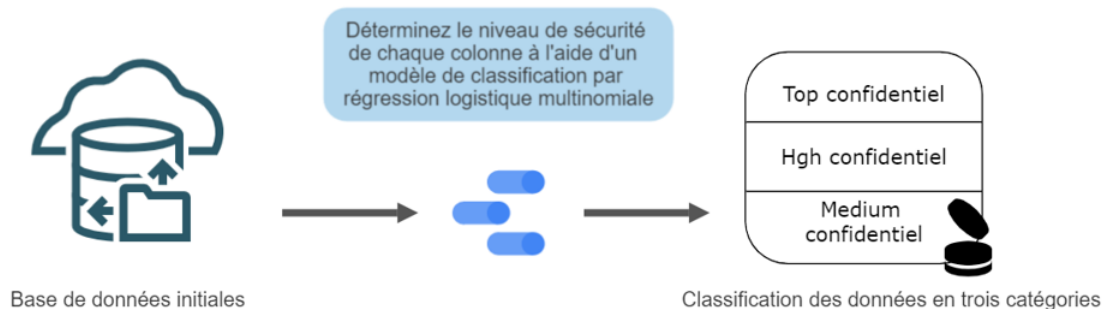 Déterminez le niveau de sécurité
de chaque colonne à l'aide d'un
modèle de classification par
régression logistique multinomiale
Top confidentiel
Hgh confidentiel
Medium
confidentiel
Base de données initiales
Classification des données en trois catégories